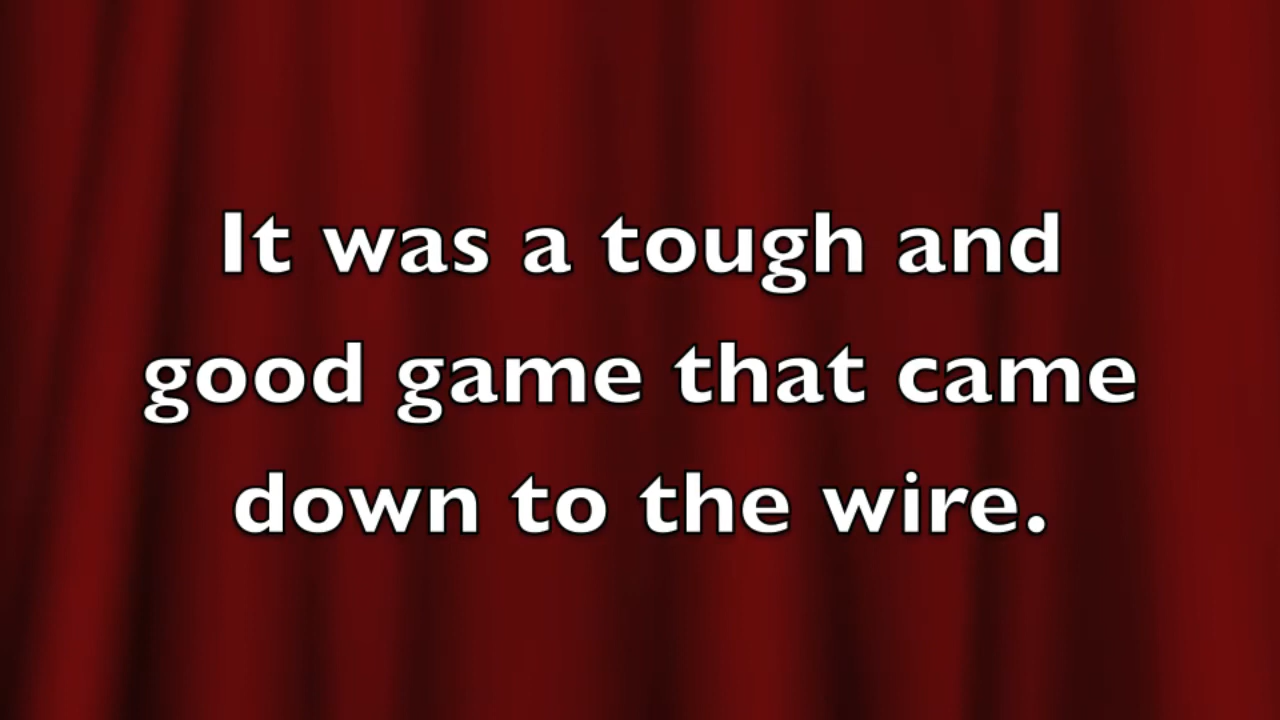 It was a tough and
good game that came
down to the wire.